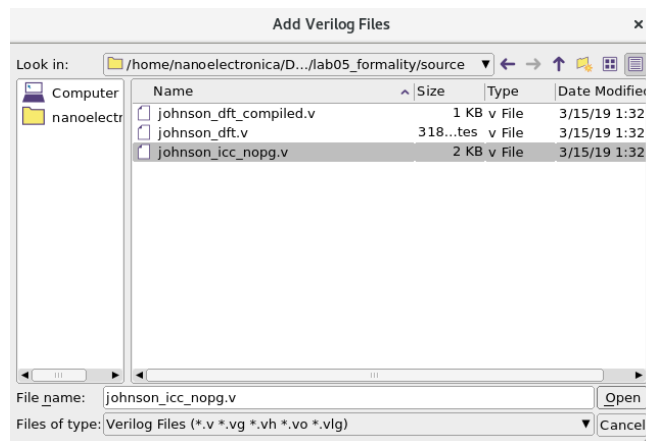 Add Verilog Files ×
Look in: /home/nanoelectronica/D.../lab05_formality/source
Computer
nanoelectr
Name Size Type Date Modified
johnson_dft_compiled.v 1 KB v File 3/15/19 1:32
johnson_dft.v 318...tes v File 3/15/19 1:32
johnson_icc_nopg.v 2 KB v File 3/15/19 1:32
File name: johnson_icc_nopg.v Open
Files of type: Verilog Files (*.v *.vg *.vh *.vo *.vlg) Cancel